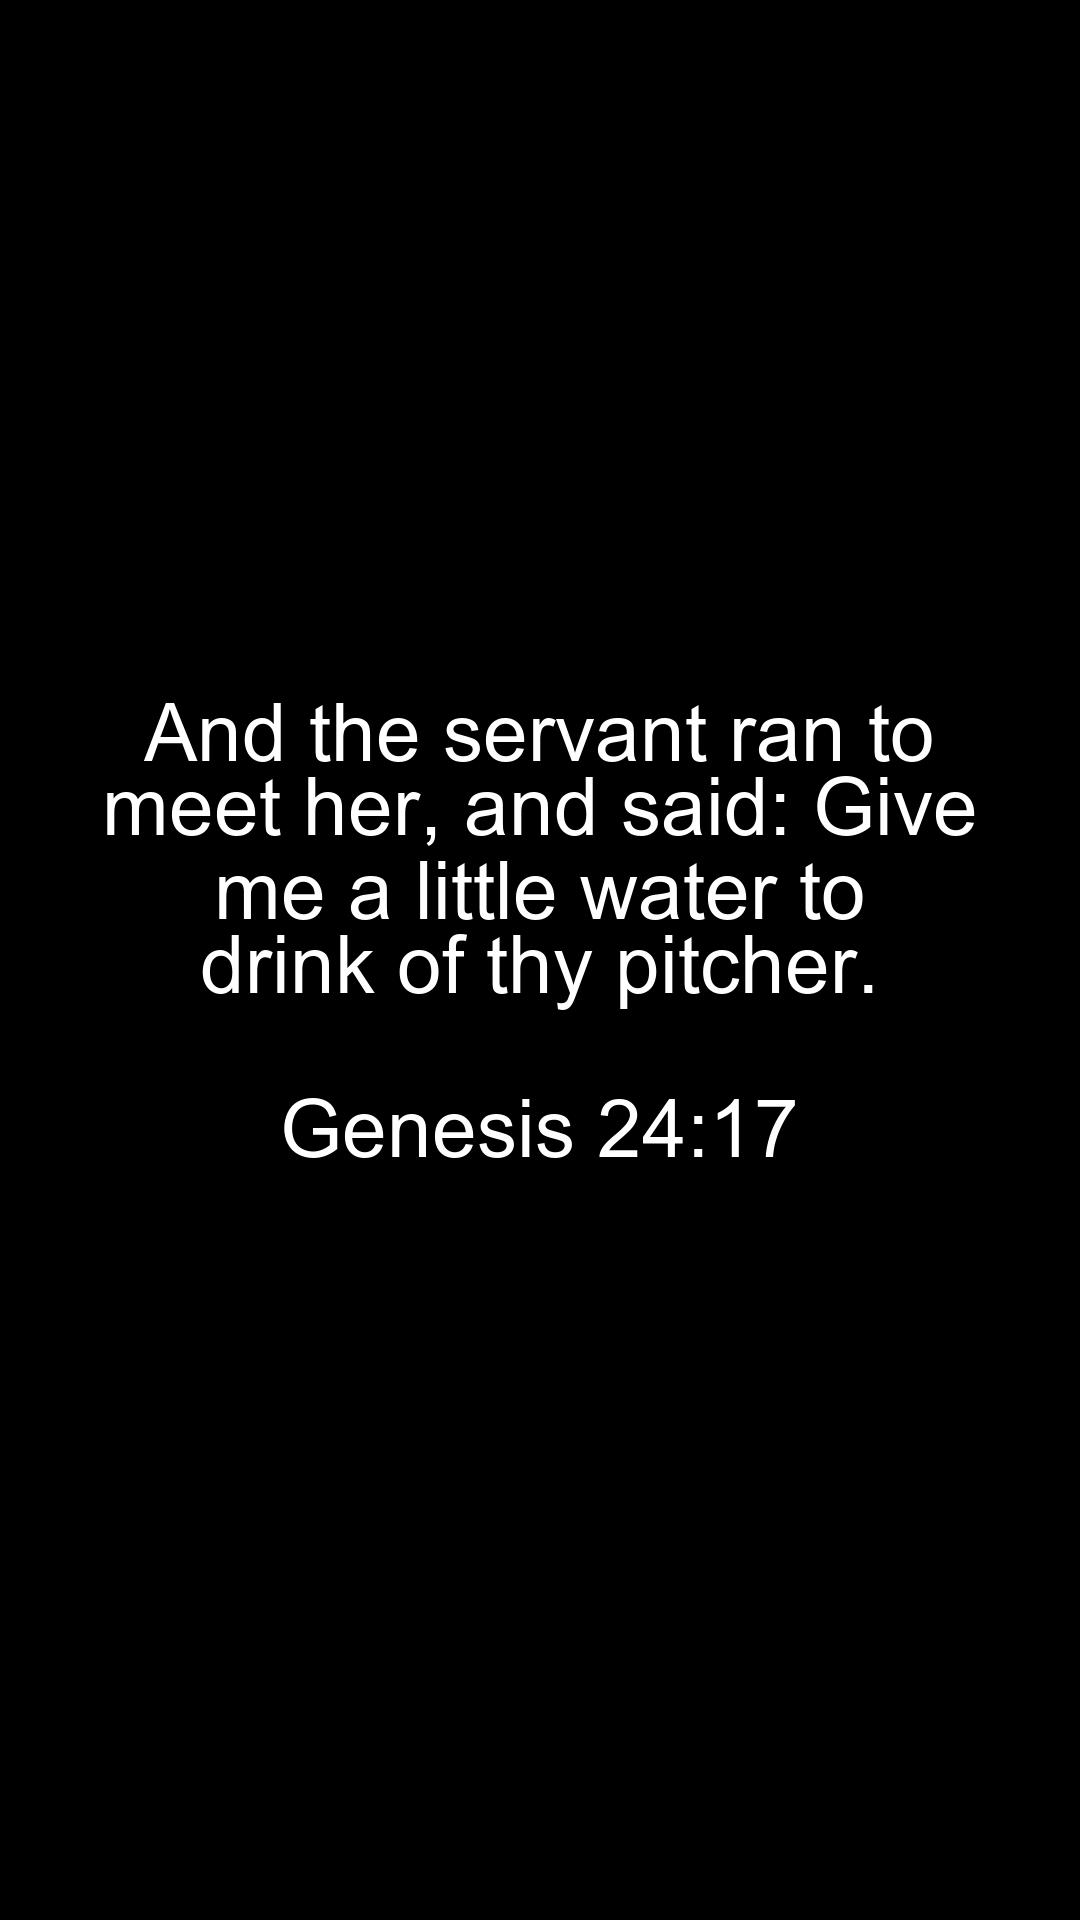 And the servant ran to
meet her, and said: Give
me a little water to
drink of thy pitcher.
Genesis 24:17